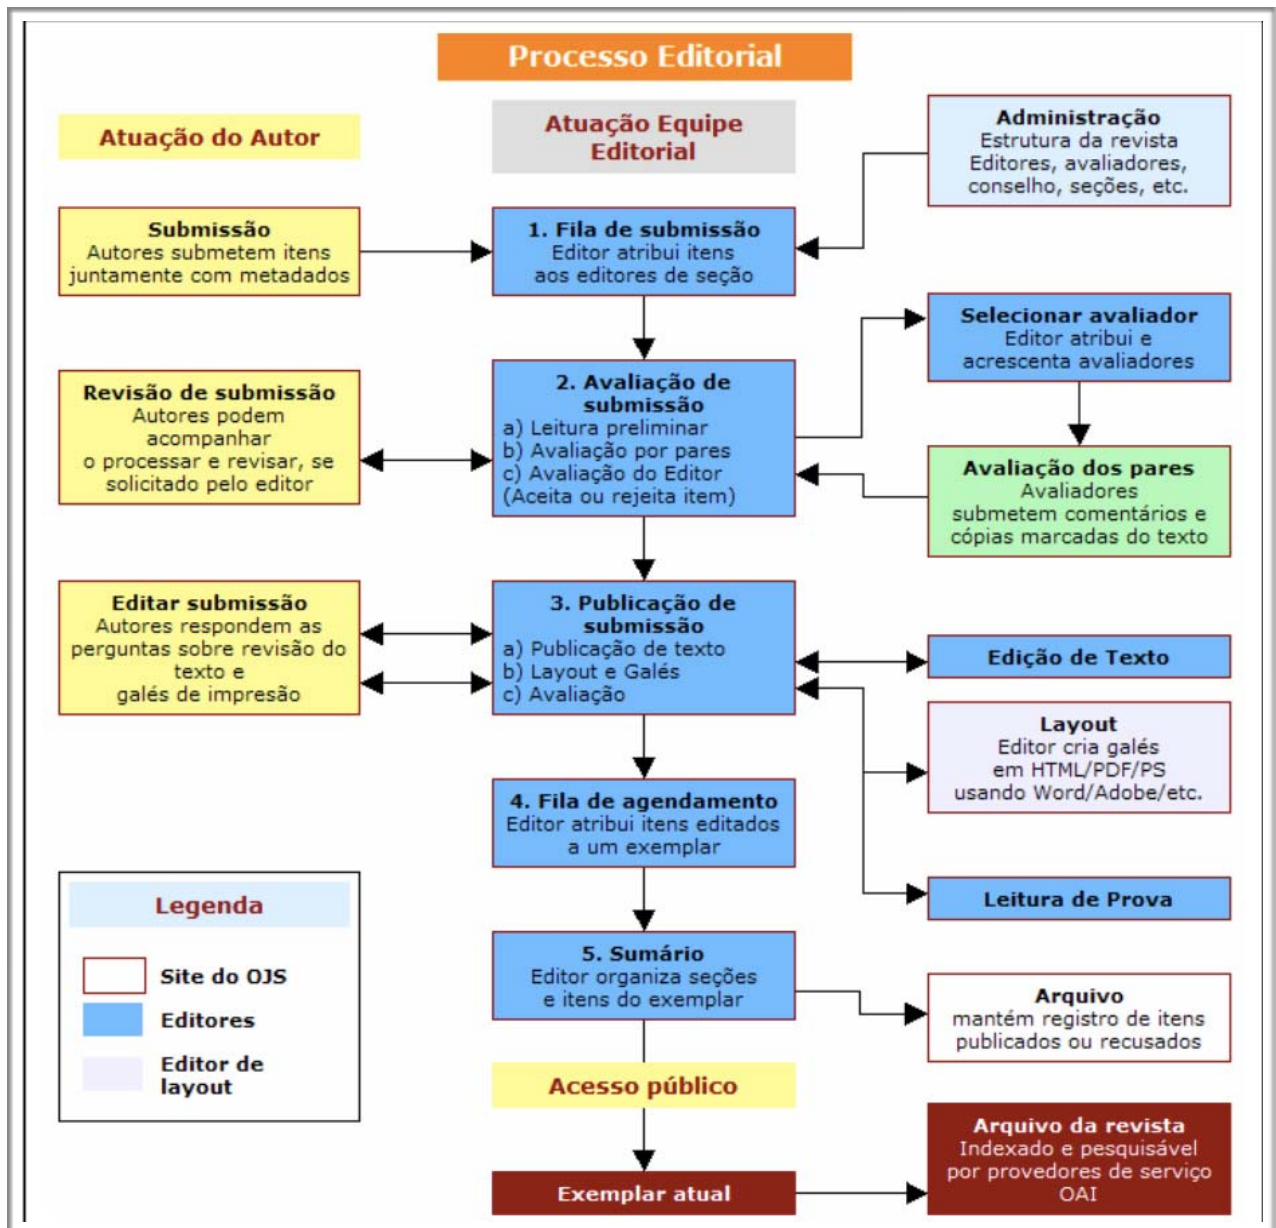 Processo Editorial
Atuação do Autor
Atuação Equipe
Editorial
Administração
Estrutura da revista
Editores, avaliadores,
conselho, seções, etc.
Submissão
Autores submetem itens
juntamente com metadados
1. Fila de submissão
Editor atribui itens
aos editores de seção
Selecionar avaliador
Editor atribui e
acrescenta avaliadores
Revisão de submissão
Autores podem
acompanhar
o processar e revisar, se
solicitado pelo editor
2. Avaliação de
submissão
a) Leitura preliminar
b) Avaliação por pares
c) Avaliação do Editor
(Aceita ou rejeita item)
Avaliação dos pares
Avaliadores
submetem comentários e
cópias marcadas do texto
Editar submissão
Autores respondem as
perguntas sobre revisão do
texto e
galés de impresão
3. Publicação de
submissão
a) Publicação de texto
b) Layout e Galés
c) Avaliação
Edição de Texto
Layout
Editor cria galés
em HTML/PDF/PS
usando Word/Adobe/etc.
4. Fila de agendamento
Editor atribui itens editados
a um exemplar
Leitura de Prova
Legenda
Site do OJS
Editores
Editor de
layout
5. Sumário
Editor organiza seções
e itens do exemplar
Arquivo
mantém registro de itens
publicados ou recusados
Acesso público
Exemplar atual
Arquivo da revista
Indexado e pesquisável
por provedores de serviço
OAI